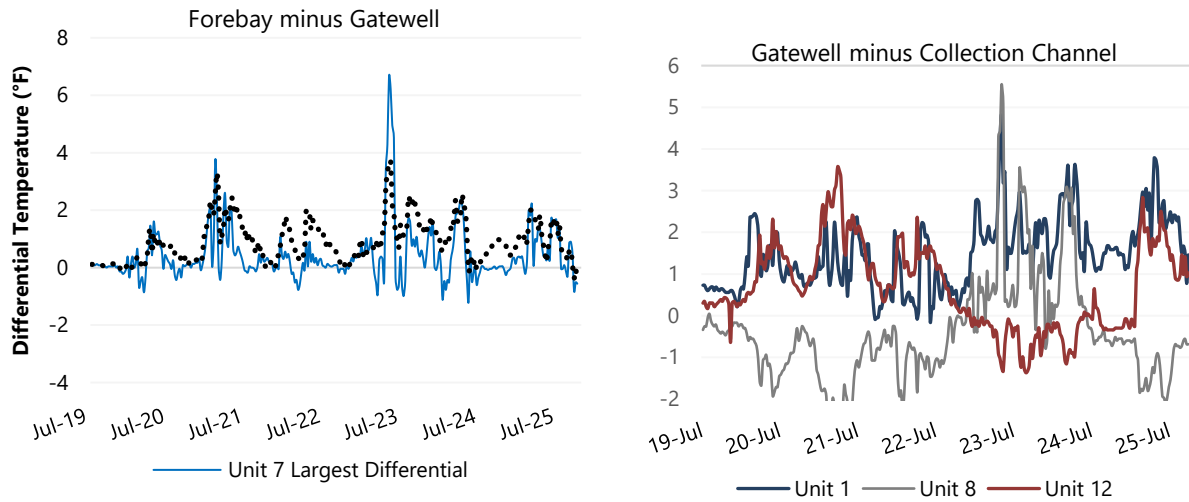 Forebay minus Gatewell
Differential Temperature (°F)
8
6
4
2
0
-2
-4
Jul-19 Jul-20 Jul-21 Jul-22 Jul-23 Jul-24 Jul-25
Unit 7 Largest Differential
Gatewell minus Collection Channel
6
5
4
3
2
1
0
-1
-2
19-Jul 20-Jul 21-Jul 22-Jul 23-Jul 24-Jul 25-Jul
Unit 1 Unit 8 Unit 12